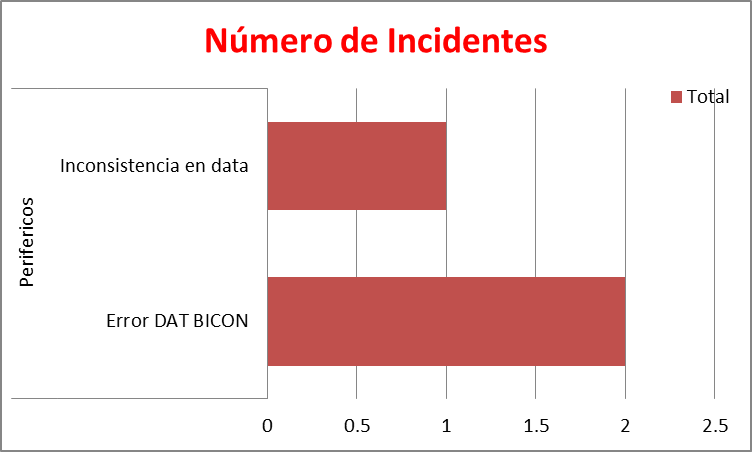 Número de Incidentes
Total
Inconsistencia en data
Perifericos
Error DAT BICON
0 0.5 1 1.5 2 2.5